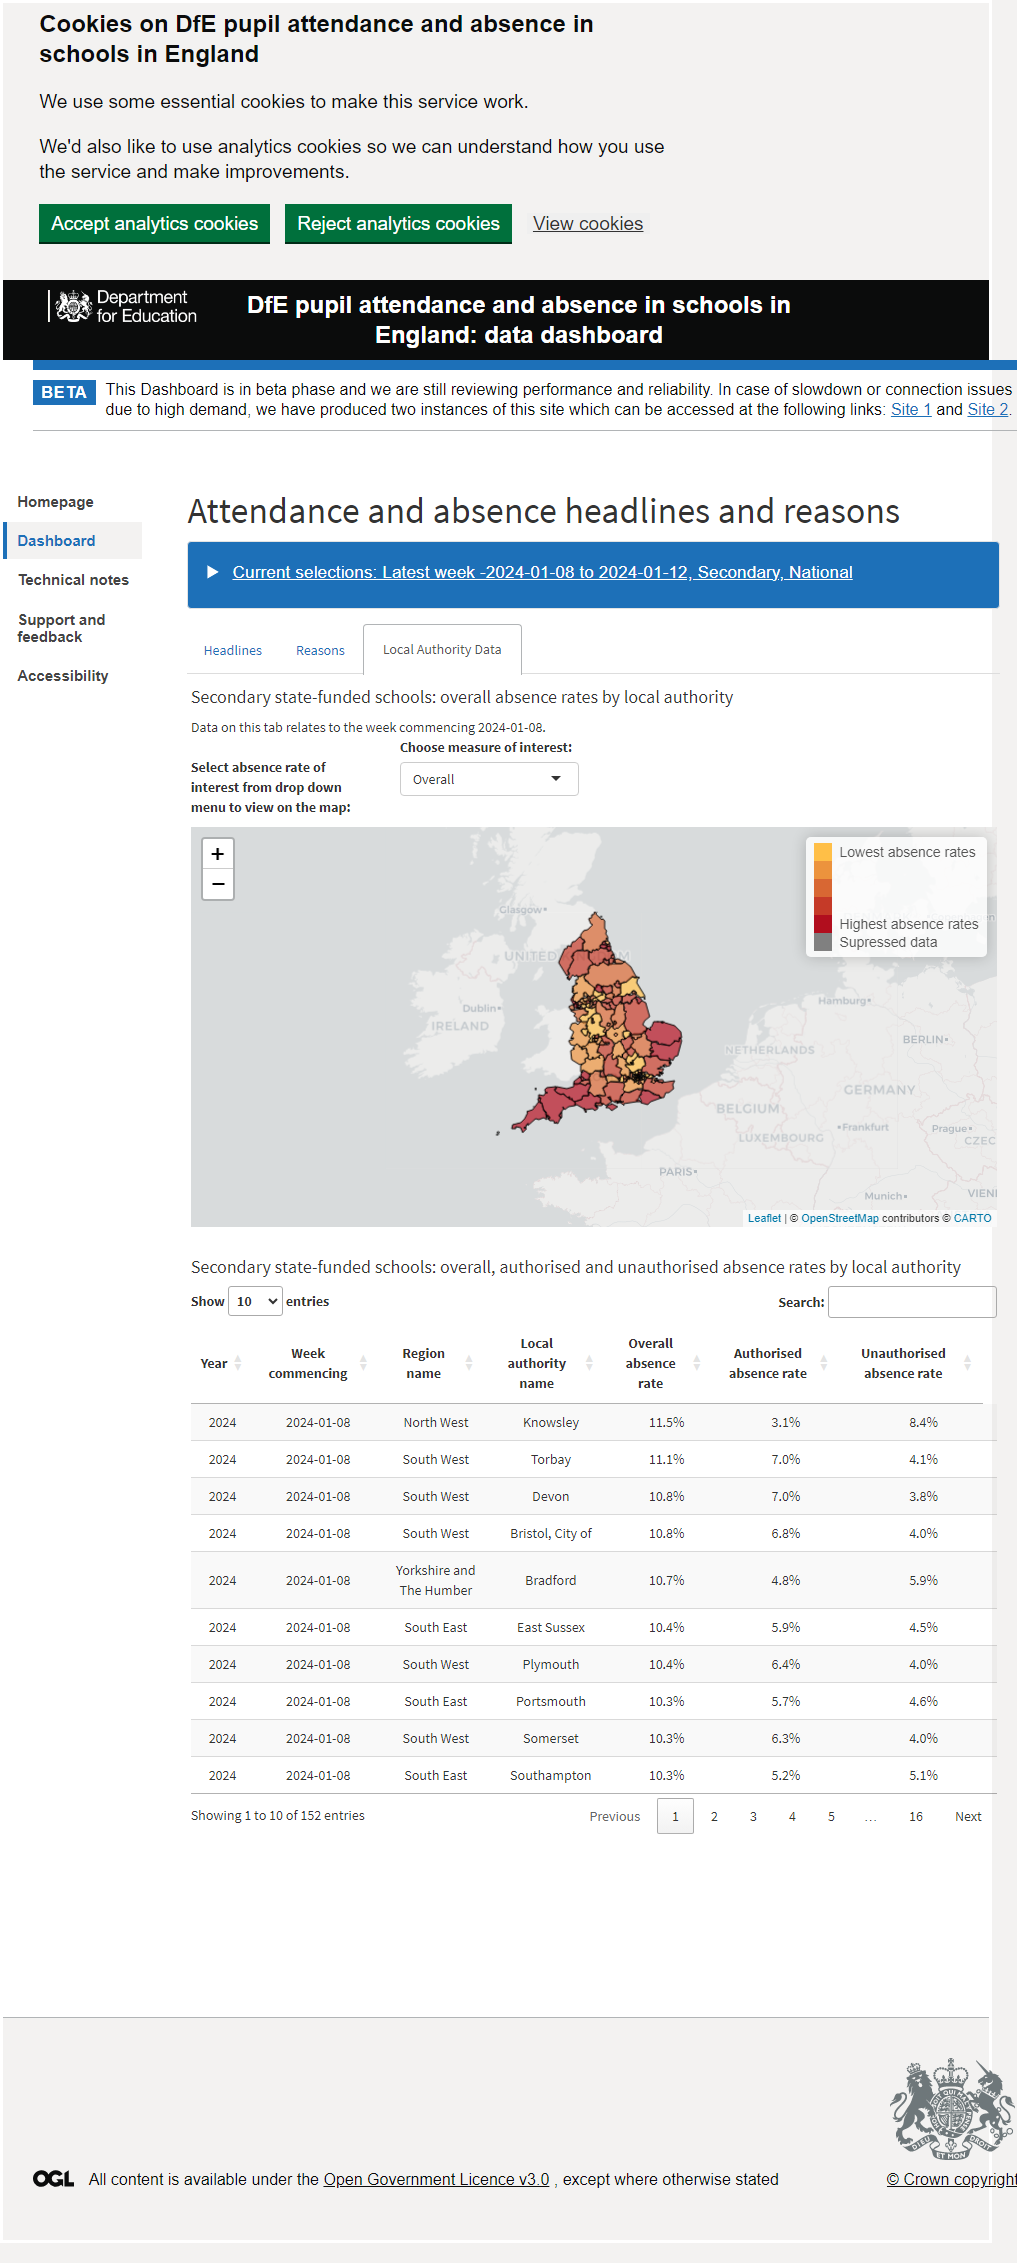 Cookies on DfE pupil attendance and absence in
schools in England
We use some essential cookies to make this service work.
We'd also like to use analytics cookies so we can understand how you use
the service and make improvements.
Accept analytics cookies Reject analytics cookies View cookies
Department
for Education
DfE pupil attendance and absence in schools in
England: data dashboard
BETA
This Dashboard is in beta phase and we are still reviewing performance and reliability. In case of slowdown or connection issues
due to high demand, we have produced two instances of this site which can be accessed at the following links: Site 1 and Site 2.
Homepage
Dashboard
Technical notes
Support and
feedback
Accessibility
Attendance and absence headlines and reasons
Current selections: Latest week -2024-01-08 to 2024-01-12, Secondary, National
Headlines Reasons Local Authority Data
Secondary state-funded schools: overall absence rates by local authority
Data on this tab relates to the week commencing 2024-01-08.
Select absence rate of
interest from drop down
menu to view on the map:
Choose measure of interest:
Overall
+
−
Lowest absence rates
Highest absence rates
Supressed data
Glasgow
UNITED KINGDOM
Dublin
IRELAND
Hamburg
BERLIN
NETHERLANDS
GERMANY
BELGIUM
Frankfurt
Prague
LUXEMBOURG
CZEC
PARIS
Munich
VIEN
Leaflet | © OpenStreetMap contributors © CARTO
Secondary state-funded schools: overall, authorised and unauthorised absence rates by local authority
Show 10 entries Search:
Year Week commencing Region name Local authority name Overall absence rate Authorised absence rate Unauthorised absence rate
2024 2024-01-08 North West Knowsley 11.5% 3.1% 8.4%
2024 2024-01-08 South West Torbay 11.1% 7.0% 4.1%
2024 2024-01-08 South West Devon 10.8% 7.0% 3.8%
2024 2024-01-08 South West Bristol, City of 10.8% 6.8% 4.0%
2024 2024-01-08 Yorkshire and The Humber Bradford 10.7% 4.8% 5.9%
2024 2024-01-08 South East East Sussex 10.4% 5.9% 4.5%
2024 2024-01-08 South West Plymouth 10.4% 6.4% 4.0%
2024 2024-01-08 South East Portsmouth 10.3% 5.7% 4.6%
2024 2024-01-08 South West Somerset 10.3% 6.3% 4.0%
2024 2024-01-08 South East Southampton 10.3% 5.2% 5.1%
Showing 1 to 10 of 152 entries Previous 1 2 3 4 5 … 16 Next
OGL All content is available under the Open Government Licence v3.0 , except where otherwise stated
DIEU ET MON DROIT
© Crown copyright